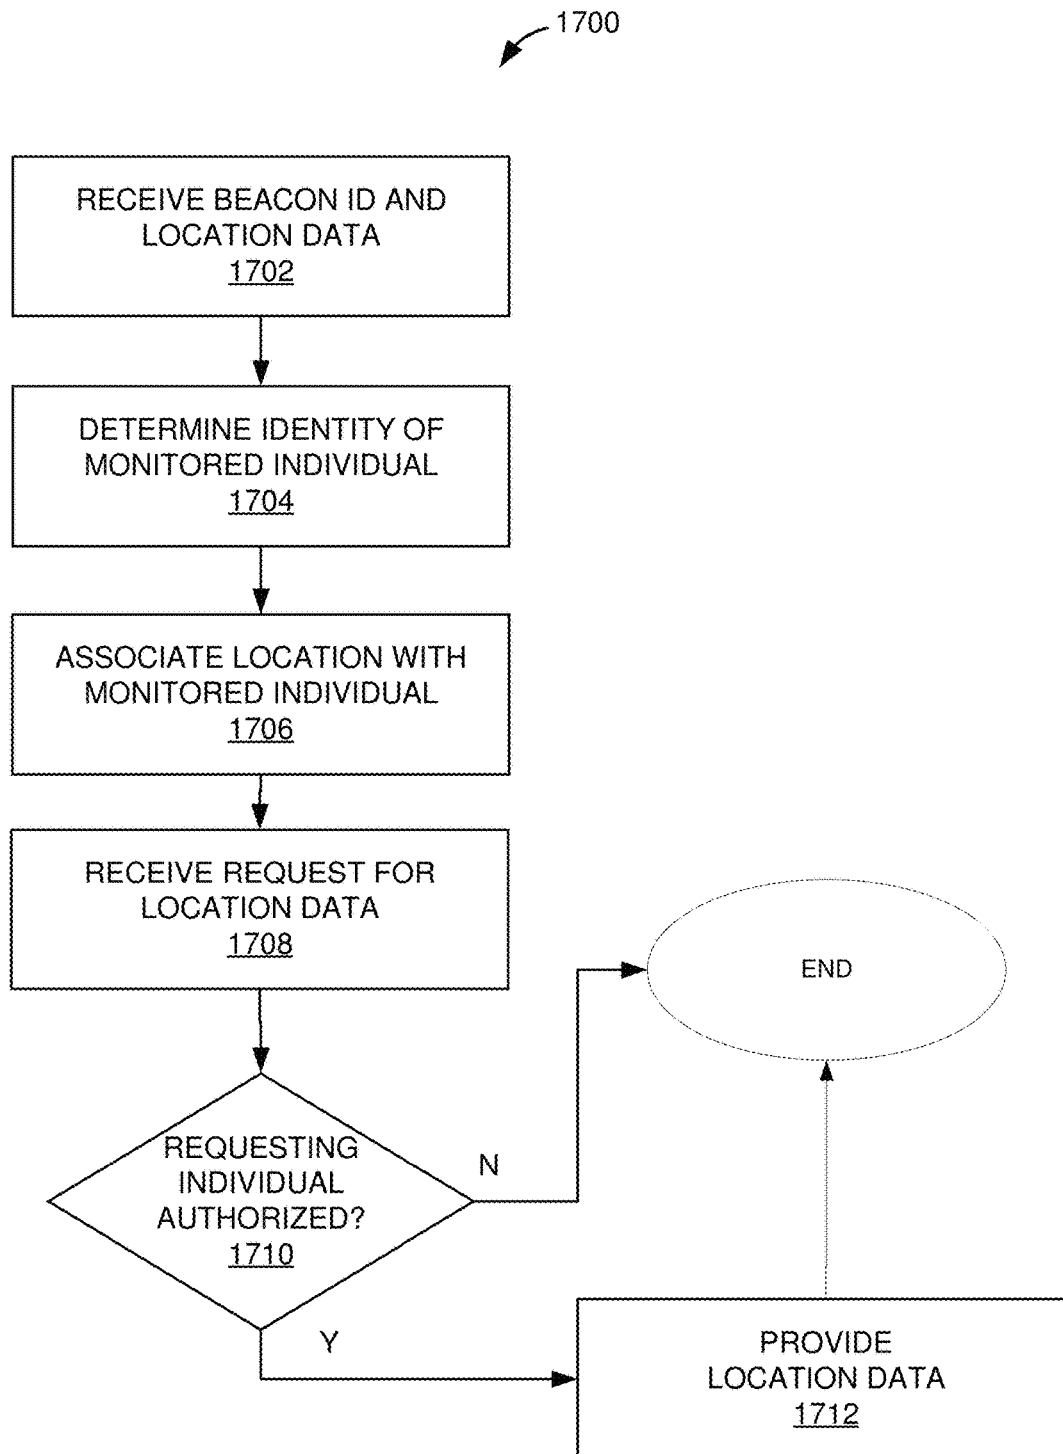 1700
RECEIVE BEACON ID AND
LOCATION DATA
1702
DETERMINE IDENTITY OF
MONITORED INDIVIDUAL
1704
ASSOCIATE LOCATION WITH
MONITORED INDIVIDUAL
1706
RECEIVE REQUEST FOR
LOCATION DATA
1708
END
REQUESTING
INDIVIDUAL
AUTHORIZED?
1710
N
Y
PROVIDE
LOCATION DATA
1712